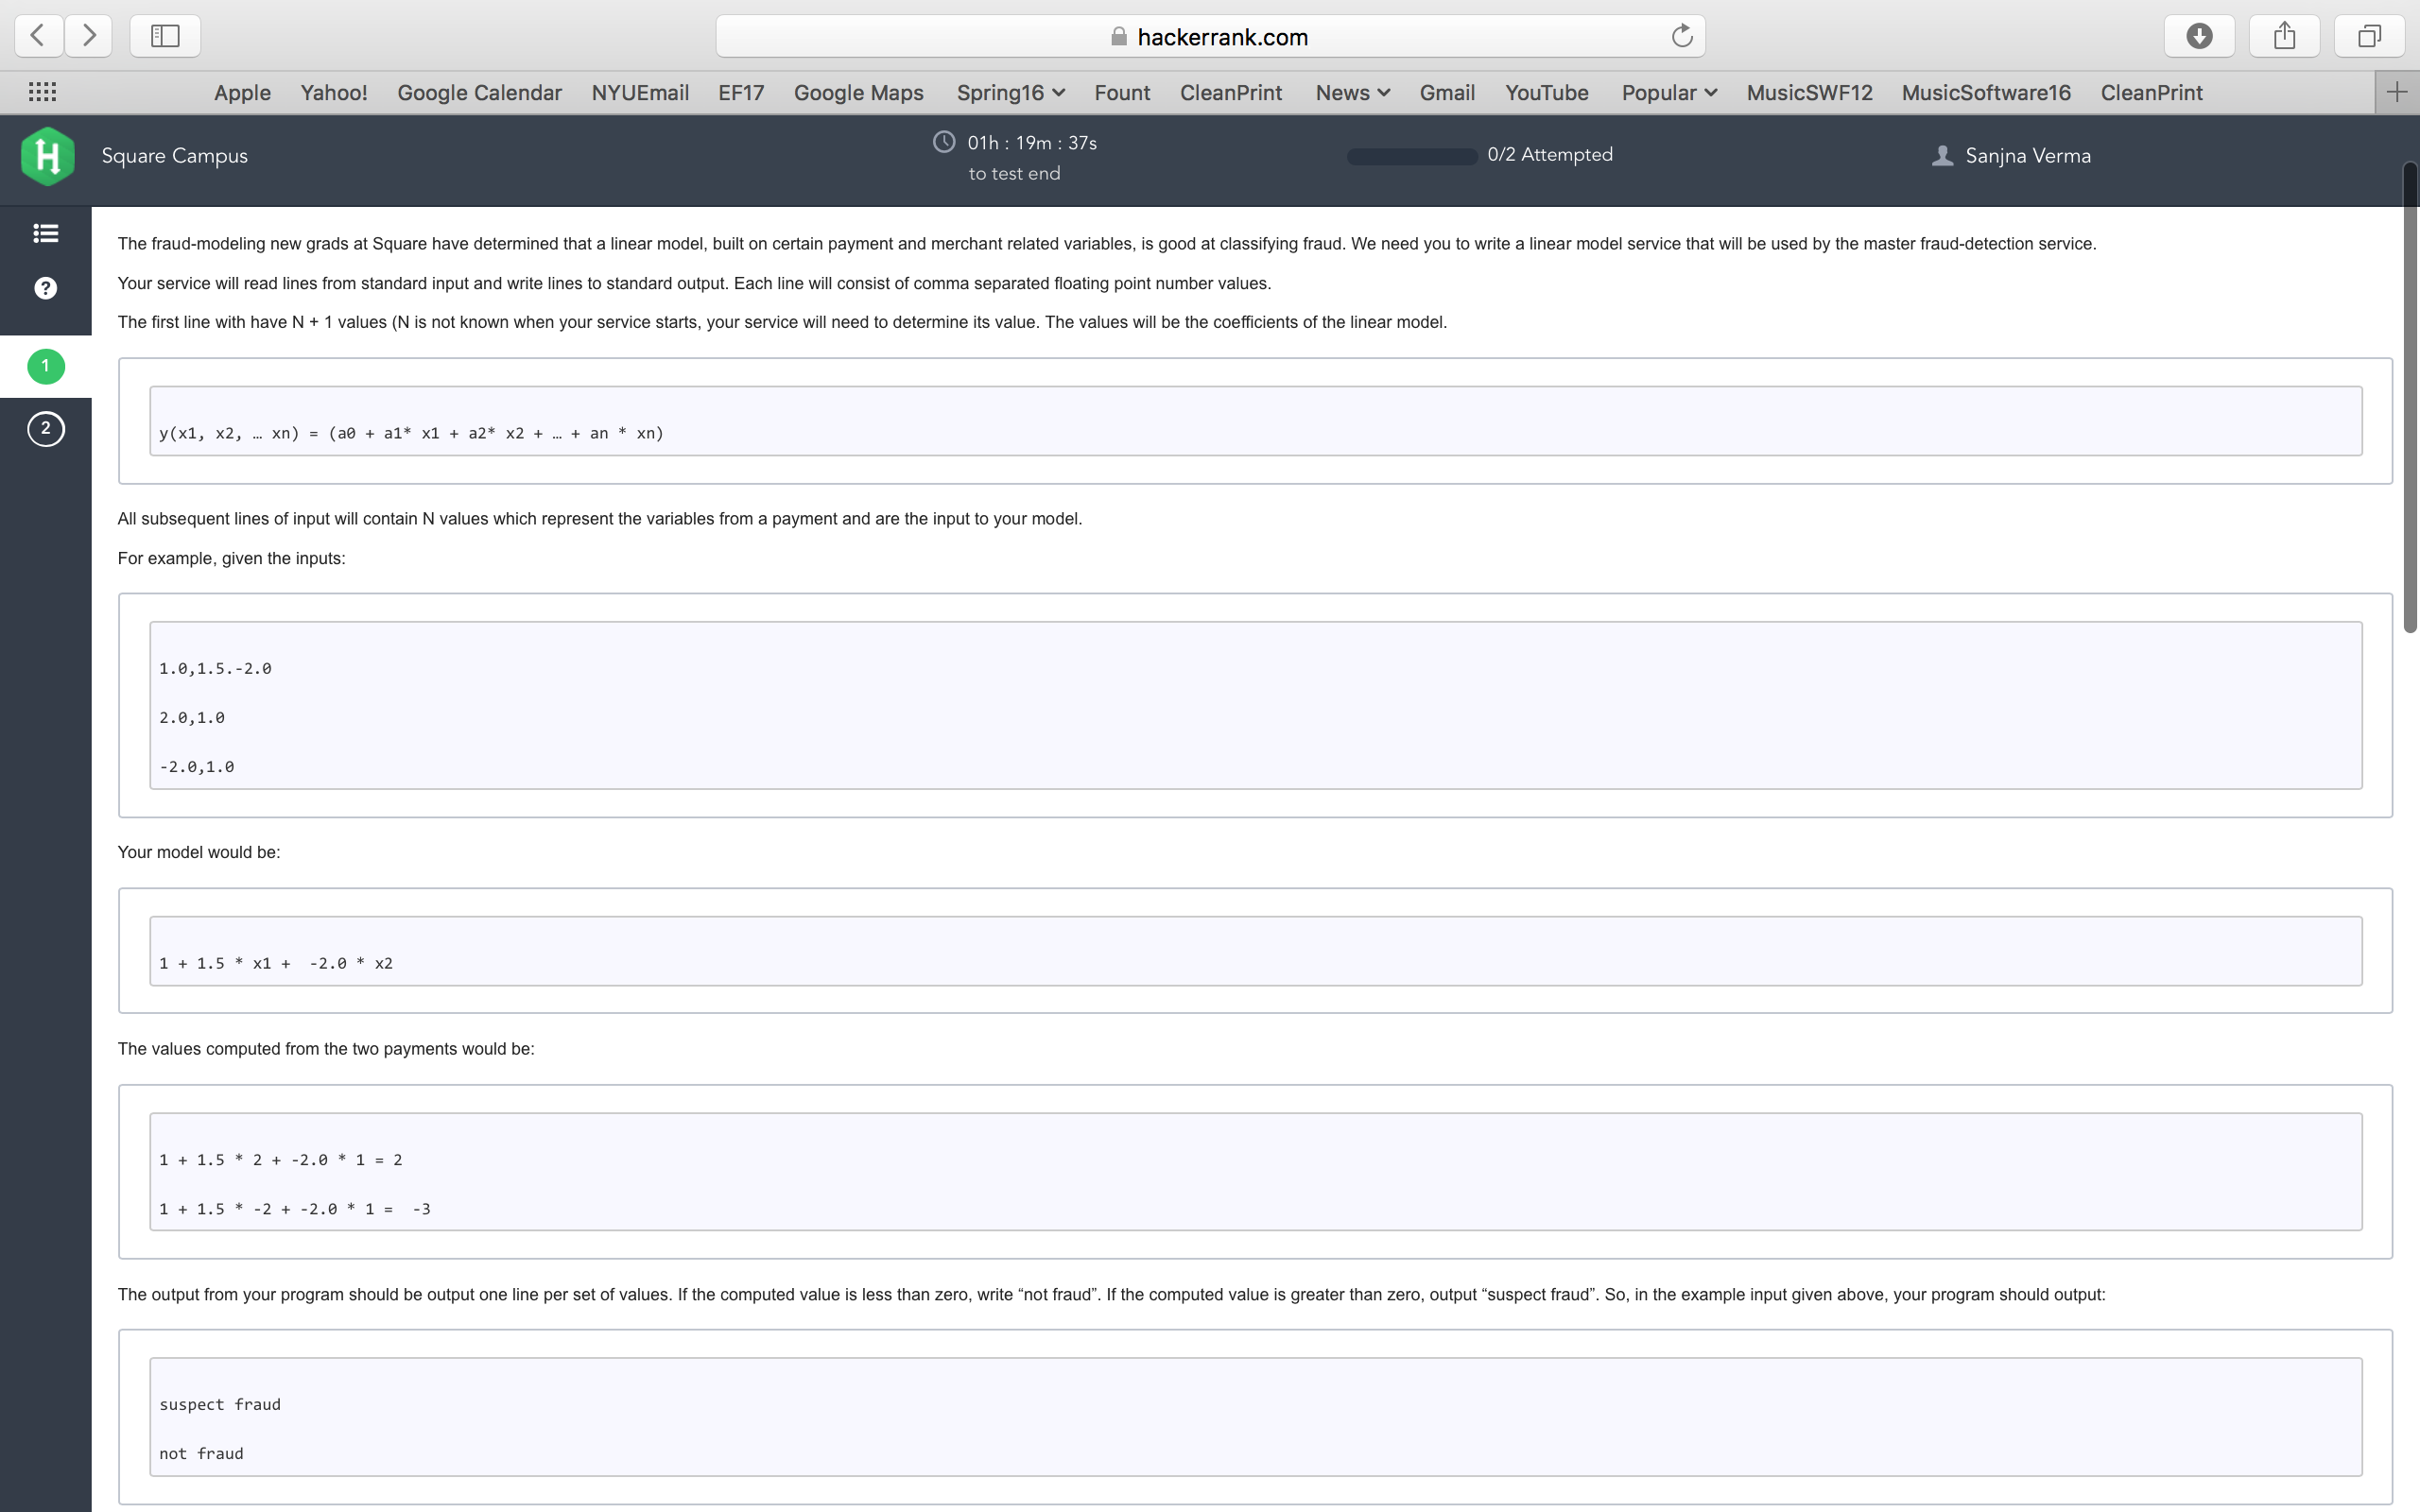 hackerrank.com
Apple Yahoo! Google Calendar NYUEmail EF17 Google Maps Spring16 Fount CleanPrint News Gmail YouTube Popular MusicSWF12 MusicSoftware16 CleanPrint
H Square Campus 01h : 19m : 37s 0/2 Attempted Sanjna Verma
to test end
?
1
2
The fraud-modeling new grads at Square have determined that a linear model, built on certain payment and merchant related variables, is good at classifying fraud. We need you to write a linear model service that will be used by the master fraud-detection service.
Your service will read lines from standard input and write lines to standard output. Each line will consist of comma separated floating point number values.
The first line with have N + 1 values (N is not known when your service starts, your service will need to determine its value. The values will be the coefficients of the linear model.
y(x1, x2, … xn) = (a0 + a1* x1 + a2* x2 + … + an * xn)
All subsequent lines of input will contain N values which represent the variables from a payment and are the input to your model.
For example, given the inputs:
1.0,1.5.-2.0
2.0,1.0
-2.0,1.0
Your model would be:
1 + 1.5 * x1 +  -2.0 * x2
The values computed from the two payments would be:
1 + 1.5 * 2 + -2.0 * 1 = 2
1 + 1.5 * -2 + -2.0 * 1 =  -3
The output from your program should be output one line per set of values. If the computed value is less than zero, write “not fraud”. If the computed value is greater than zero, output “suspect fraud”. So, in the example input given above, your program should output:
suspect fraud
not fraud